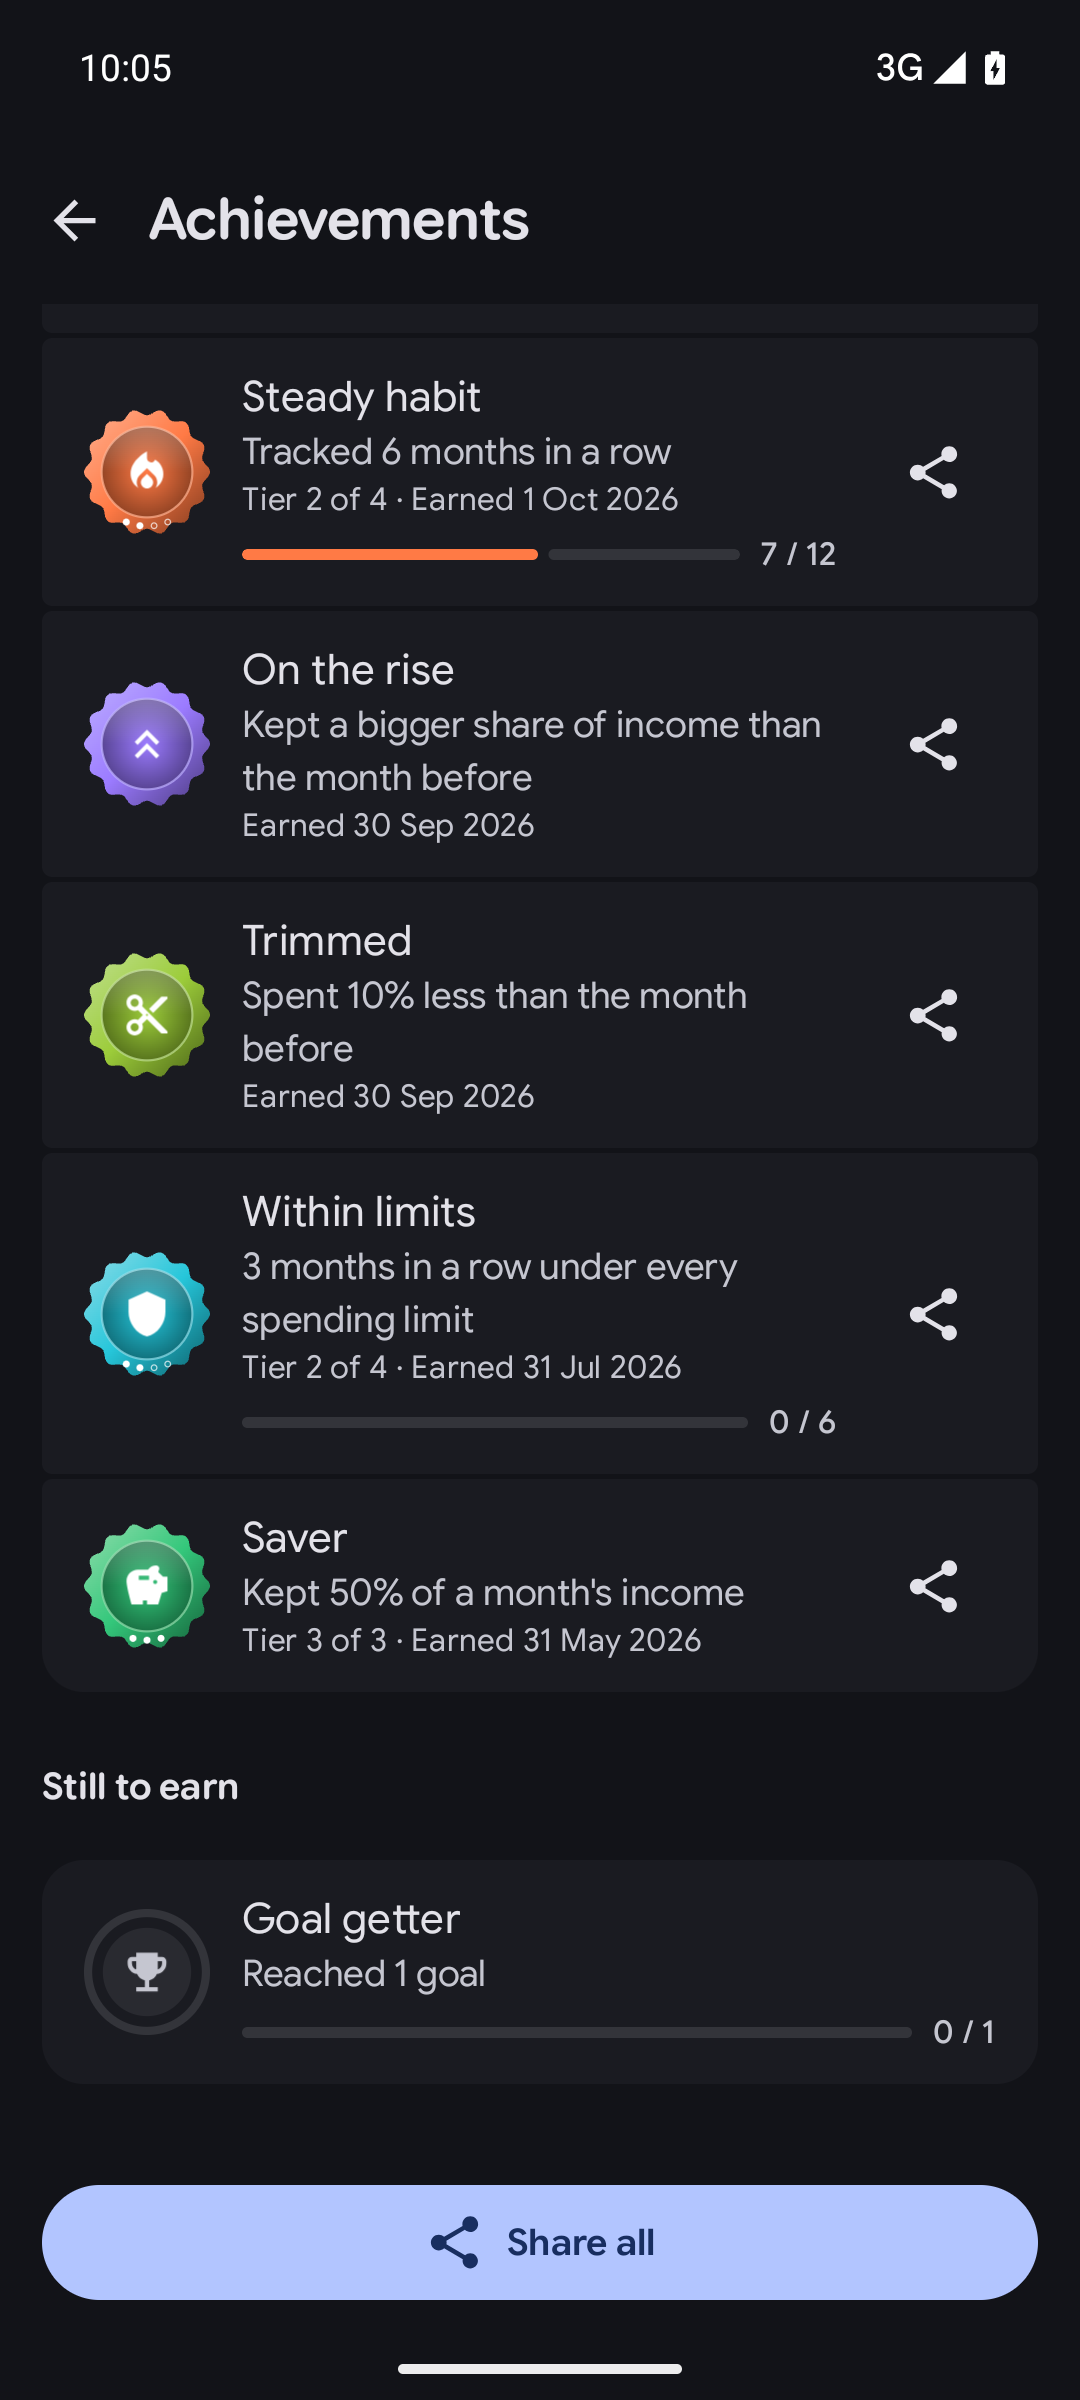 10:05
3G
Achievements
Steady habit
Tracked 6 months in a row
Tier 2 of 4 · Earned 1 Oct 2026
7 / 12
On the rise
Kept a bigger share of income than
the month before
Earned 30 Sep 2026
Trimmed
Spent 10% less than the month
before
Earned 30 Sep 2026
Within limits
3 months in a row under every
spending limit
Tier 2 of 4 · Earned 31 Jul 2026
0 / 6
Saver
Kept 50% of a month's income
Tier 3 of 3 · Earned 31 May 2026
Still to earn
Goal getter
Reached 1 goal
0 / 1
Share all